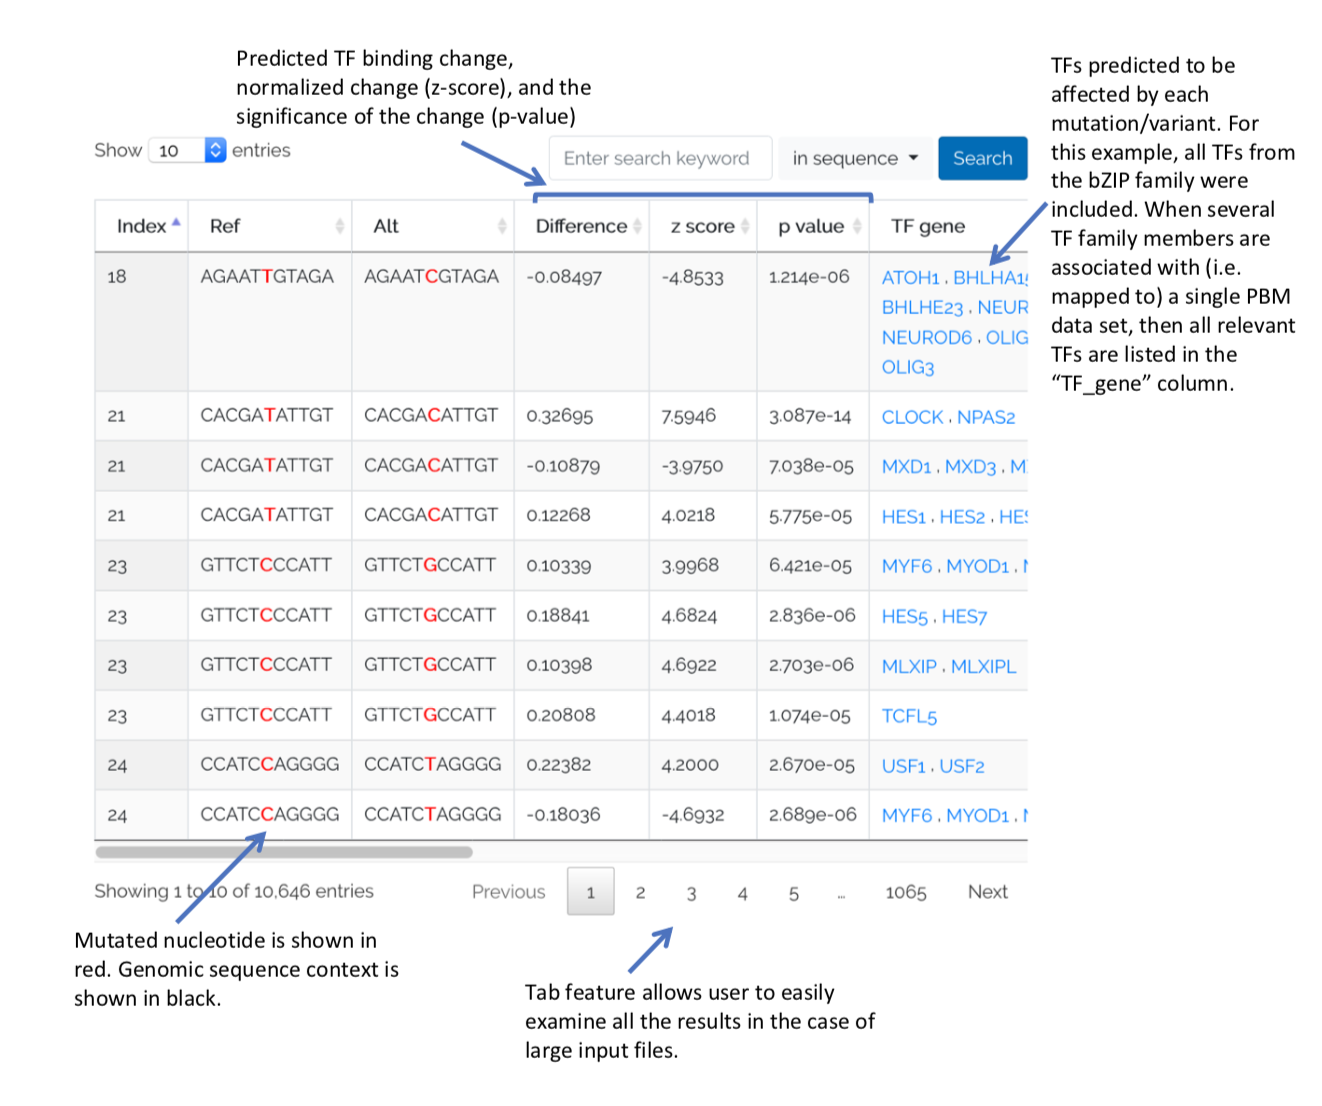 Predicted TF binding change,
normalized change (z-score), and the
significance of the change (p-value)
TFs predicted to be
affected by each
mutation/variant. For
this example, all TFs from
the bZIP family were
included. When several
TF family members are
associated with (i.e.
mapped to) a single PBM
data set, then all relevant
TFs are listed in the
“TF_gene” column.
Show 10 entries
Enter search keyword in sequence Search
Index Ref Alt Difference z score p value TF gene
18 AGAATTGTAGA AGAATCGTAGA -0.08497 -4.8533 1.214e-06 ATOH1 , BHLHA15
BHLHE23 , NEUR
NEUROD6 , OLIG
OLIG3
21 CACGATATTGT CACGACATTGT 0.32695 7.5946 3.087e-14 CLOCK , NPAS2
21 CACGATATTGT CACGACATTGT -0.10879 -3.9750 7.038e-05 MXD1 , MXD3 , M
21 CACGATATTGT CACGACATTGT 0.12268 4.0218 5.775e-05 HES1 , HES2 , HES
23 GTTCTCCCATT GTTCTGCCATT 0.10339 3.9968 6.421e-05 MYF6 , MYOD1 ,
23 GTTCTCCCATT GTTCTGCCATT 0.18841 4.6824 2.836e-06 HES5 , HES7
23 GTTCTCCCATT GTTCTGCCATT 0.10398 4.6922 2.703e-06 MLXIP , MLXIPL
23 GTTCTCCCATT GTTCTGCCATT 0.20808 4.4018 1.074e-05 TCFL5
24 CCATCCAGGGG CCATCTAGGGG 0.22382 4.2000 2.670e-05 USF1 , USF2
24 CCATCCAGGGG CCATCTAGGGG -0.18036 -4.6932 2.689e-06 MYF6 , MYOD1 ,
Showing 1 to 10 of 10,646 entries Previous 1 2 3 4 5 ... 1065 Next
Mutated nucleotide is shown in
red. Genomic sequence context is
shown in black.
Tab feature allows user to easily
examine all the results in the case of
large input files.